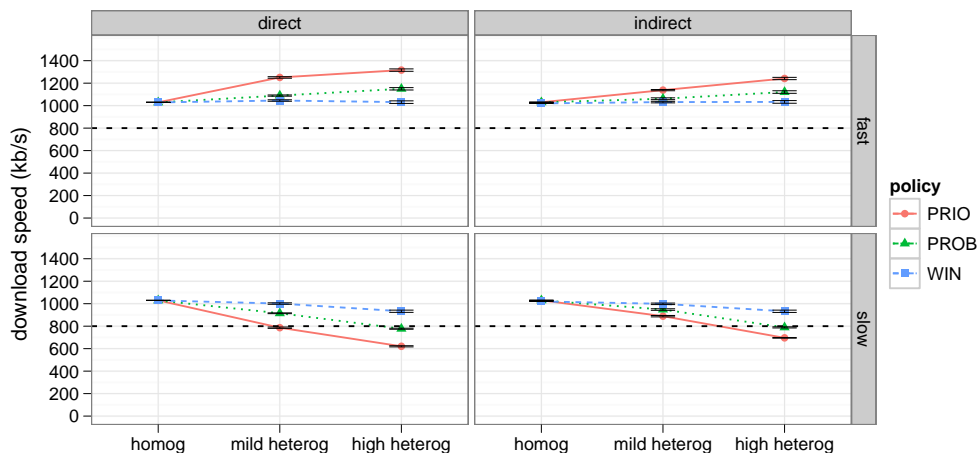 direct indirect
download speed (kb/s)
1400
1200
1000
800
600
400
200
0
fast
1400
1200
1000
800
600
400
200
0
slow
homog mild heterog high heterog homog mild heterog high heterog
policy
PRIO
PROB
WIN